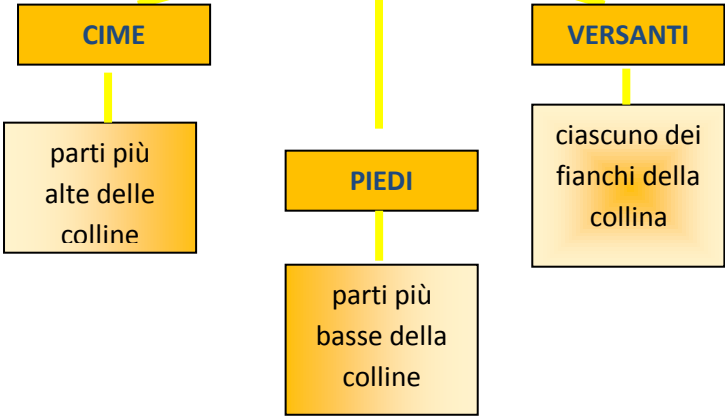 CIME
parti più
alte delle
colline
PIEDI
parti più
basse della
colline
VERSANTI
ciascuno dei
fianchi della
collina